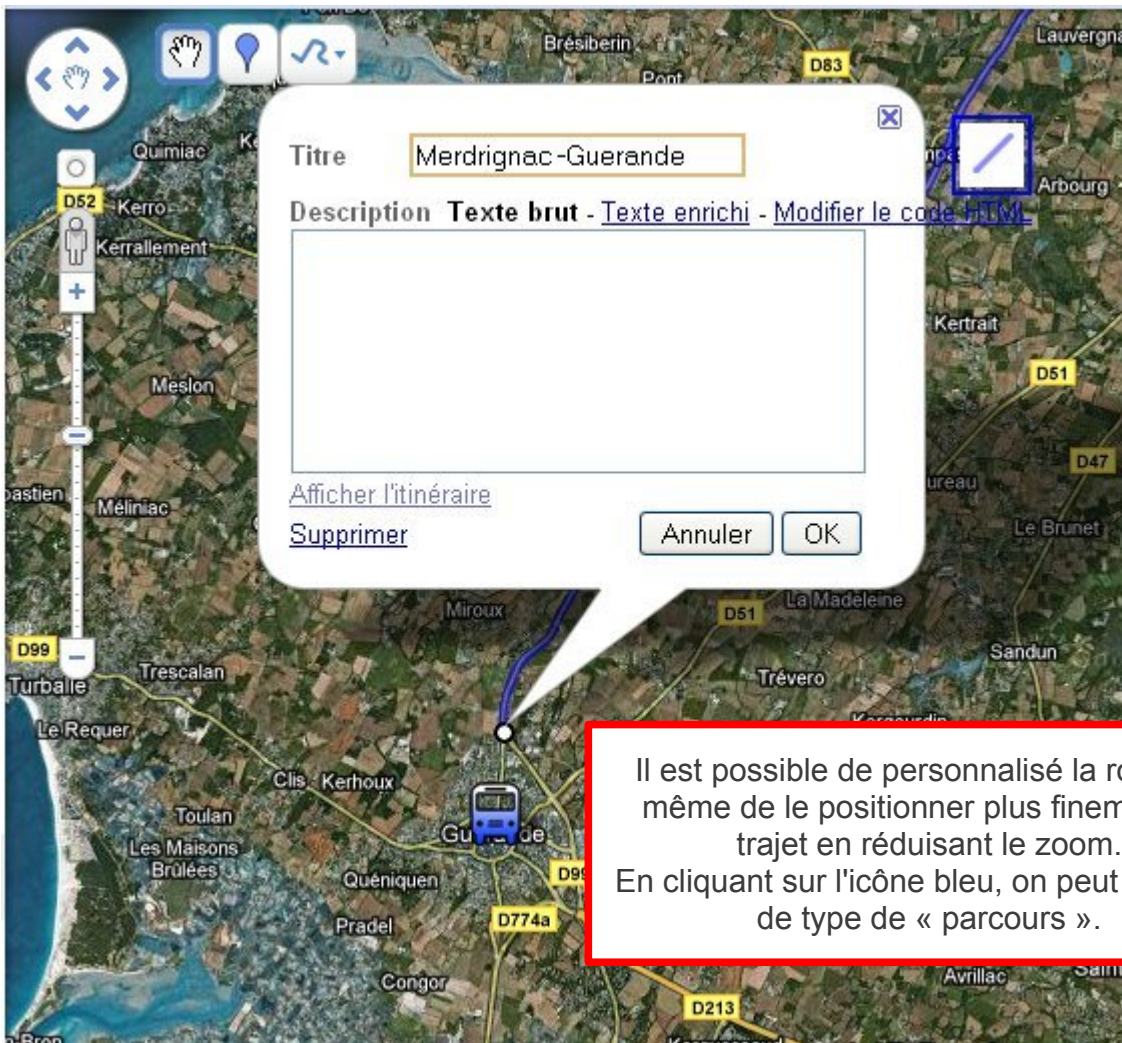 Brésiberin
Lauvergna
D83
Pont
Quimiac
Titre Merdrignac-Guerande
Arbourg
D52
Kerro
Description Texte brut - Texte enrichi - Modifier le code HTML
Kerrallement
Kertrait
D51
Meslon
D47
Afficher l'itinéraire
Méliniac
Supprimer
Annuler OK
Le Brunet
Miroux
D51
La Madeleine
D99
Sandun
Trescalan
Trévero
Turballe
Le Requer
Il est possible de personnalisé la
même de le positionner plus
trajet en réduisant le zoom.
En cliquant sur l'icône bleu, on peut
de type de « parcours ».
Clis
Kerhoux
Toulan
Les Maisons
Brûlées
Quéniquen
D99
Pradel
D774a
Congor
Avrillac
D213